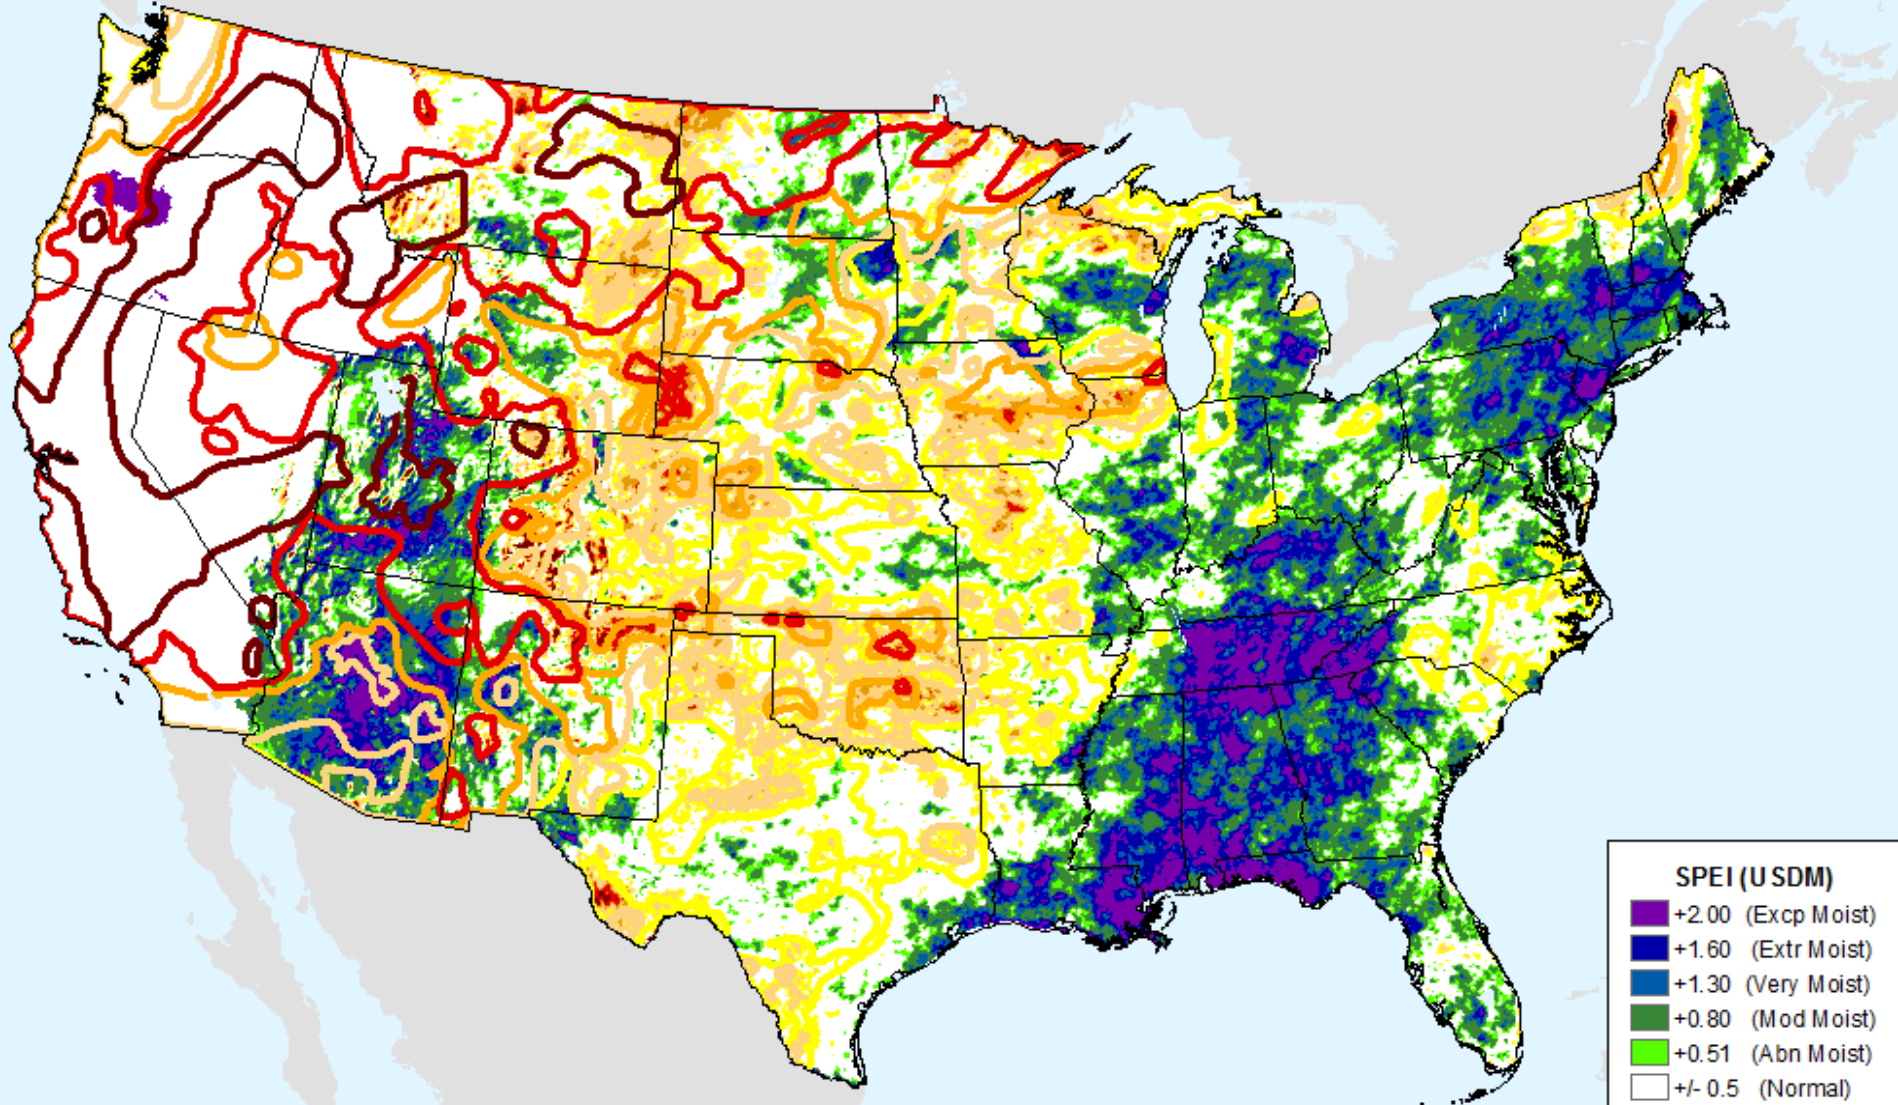 SPEI (USDM)
+2.00 (Excp Moist)
+1.60 (Extr Moist)
+1.30 (Very Moist)
+0.80 (Mod Moist)
+0.51 (Abn Moist)
+/- 0.5 (Normal)